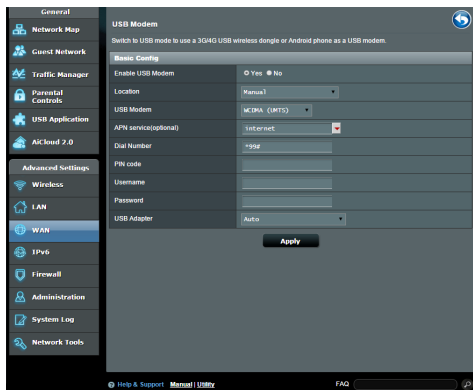 General
Network Map
Guest Network
Traffic Manager
Parental
Controls
USB Application
AiCloud 2.0
Advanced Settings
Wireless
LAN
WAN
IPv6
Firewall
Administration
System Log
Network Tools
USB Modem
Switch to USB mode to use a 3G/4G USB wireless dongle or Android phone as a USB modem.
Basic Config
Enable USB Modem Yes No
Location Manual
USB Modem WCDMA (UMTS)
APN service(optional) internet
Dial Number *99#
PIN code
Username
Password
USB Adapter Auto
Apply
Help & Support Manual | Utility FAQ